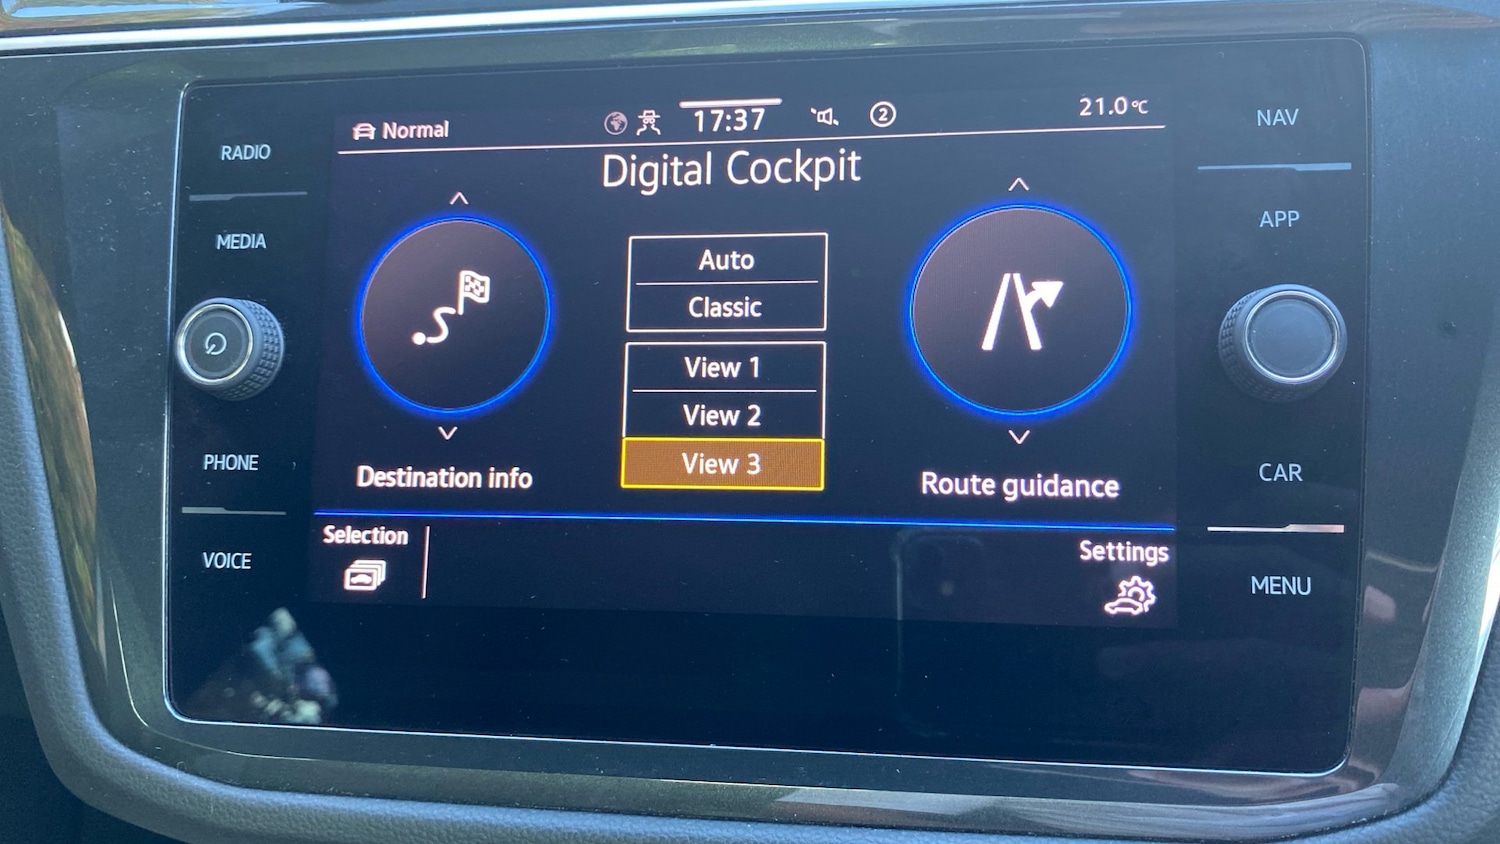 RADIO
MEDIA
PHONE
VOICE
Normal
17:37
2
21.0°C
Digital Cockpit
Auto
Classic
View 1
View 2
View 3
Destination info
Route guidance
Selection
Settings
NAV
APP
CAR
MENU